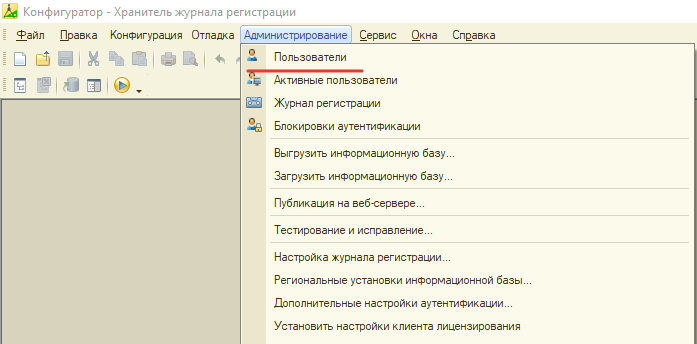 Конфигуратор - Хранитель журнала регистрации
Файл Правка Конфигурация Отладка Администрирование Сервис Окна Справка
Пользователи
Активные пользователи
Журнал регистрации
Блокировки аутентификации
Выгрузить информационную базу...
Загрузить информационную базу...
Публикация на веб-сервере...
Тестирование и исправление...
Настройка журнала регистрации...
Региональные установки информационной базы...
Дополнительные настройки аутентификации...
Установить настройки клиента лицензирования